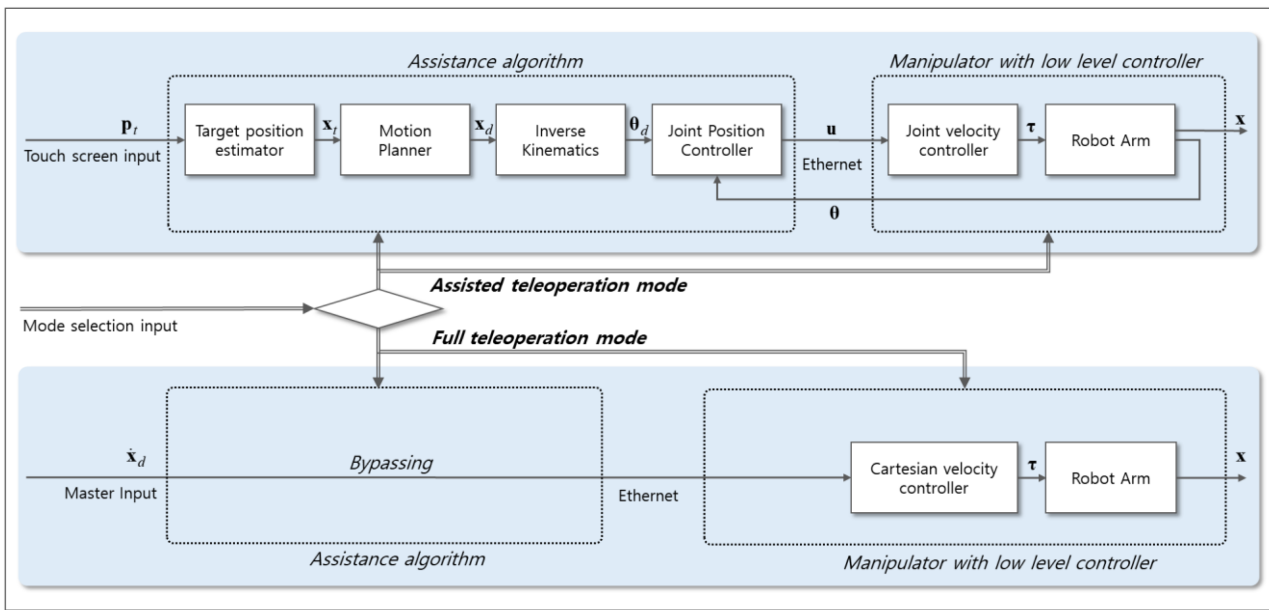 Assistance algorithm
Manipulator with low level controller
𝐩ₜ
Touch screen input
Target position
estimator
𝐱ₜ
Motion
Planner
𝐱_d
Inverse
Kinematics
𝛉_d
Joint Position
Controller
𝐮
Ethernet
Joint velocity
controller
𝛕
Robot Arm
𝐱
𝛉
Assisted teleoperation mode
Mode selection input
Full teleoperation mode
𝐱̇_d
Master Input
Bypassing
Ethernet
Cartesian velocity
controller
𝛕
Robot Arm
𝐱
Assistance algorithm
Manipulator with low level controller